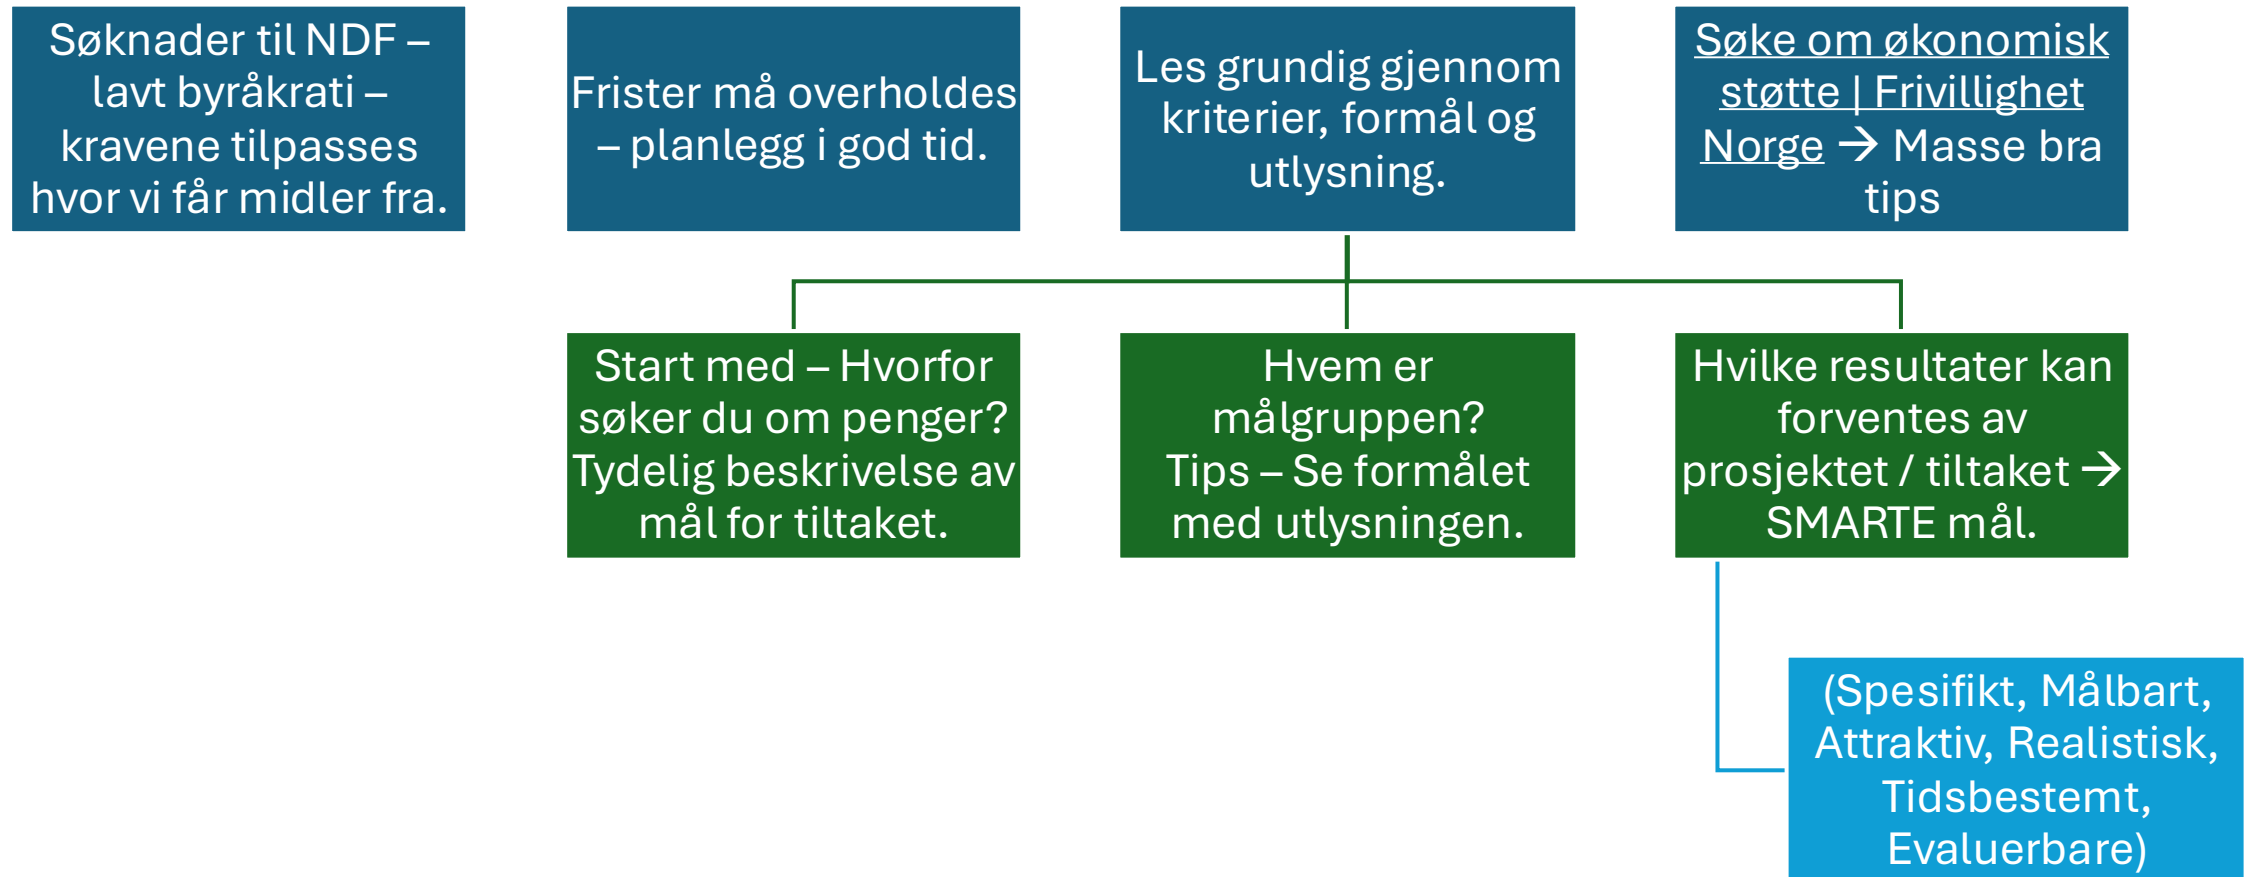 Søknader til NDF –
lavt byråkrati –
kravene tilpasses
hvor vi får midler fra.
Frister må overholdes
– planlegg i god tid.
Les grundig gjennom
kriterier, formål og
utlysning.
Søke om økonomisk
støtte | Frivillighet
Norge → Masse bra
tips
Start med – Hvorfor
søker du om penger?
Tydelig beskrivelse av
mål for tiltaket.
Hvem er
målgruppen?
Tips – Se formålet
med utlysningen.
Hvilke resultater kan
forventes av
prosjektet / tiltaket →
SMARTE mål.
(Spesifikt, Målbart,
Attraktiv, Realistisk,
Tidsbestemt,
Evaluerbare)